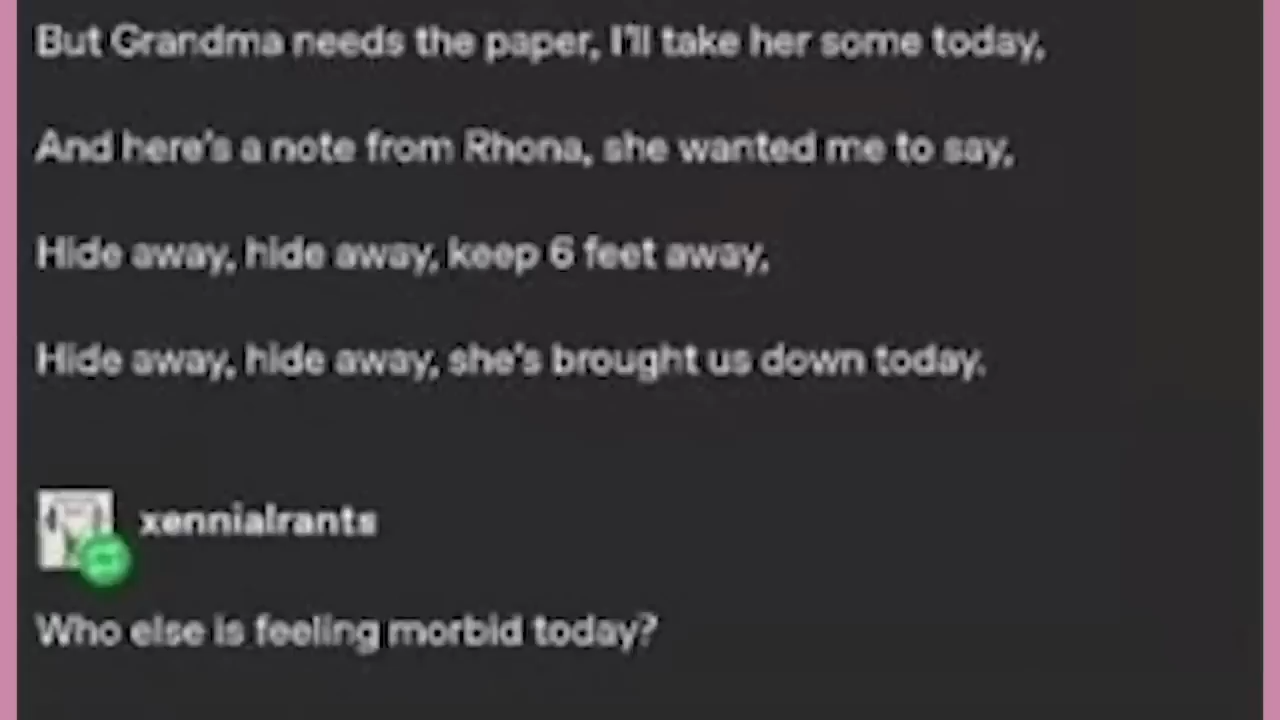 But Grandma needs the paper, I'll take her some today,
And here's a note from Rhona, she wanted me to say,
Hide away, hide away, keep 6 feet away,
Hide away, hide away, she's brought us down today.
xennialrants
Who else is feeling morbid today?